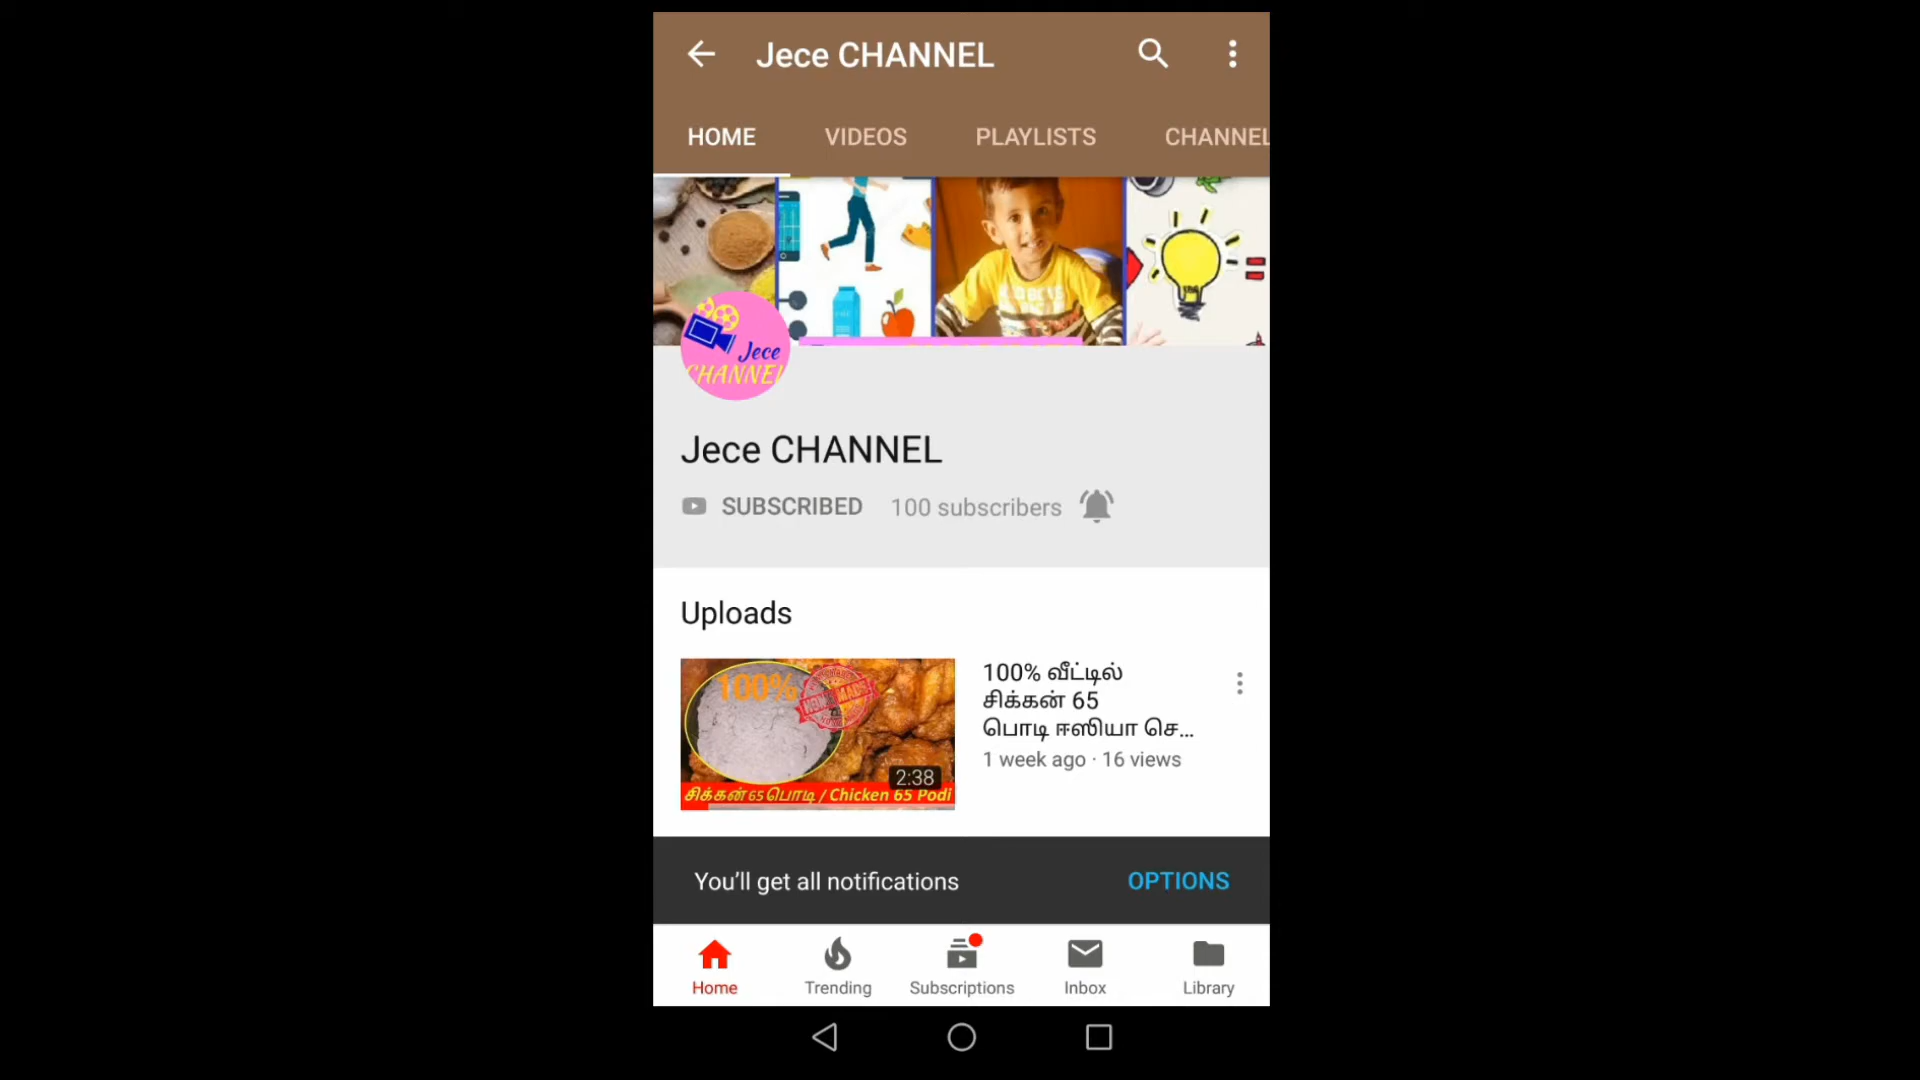 Jece CHANNEL
HOME VIDEOS PLAYLISTS CHANNEL
Jece
CHANNEL
Jece CHANNEL
SUBSCRIBED 100 subscribers
Uploads
100%
HOME MADE
2:38
சிக்கன் 65 பொடி / Chicken 65 Podi
100% வீட்டில்
சிக்கன் 65
பொடி ஈஸியா செ...
1 week ago · 16 views
You'll get all notifications OPTIONS
Home Trending Subscriptions Inbox Library